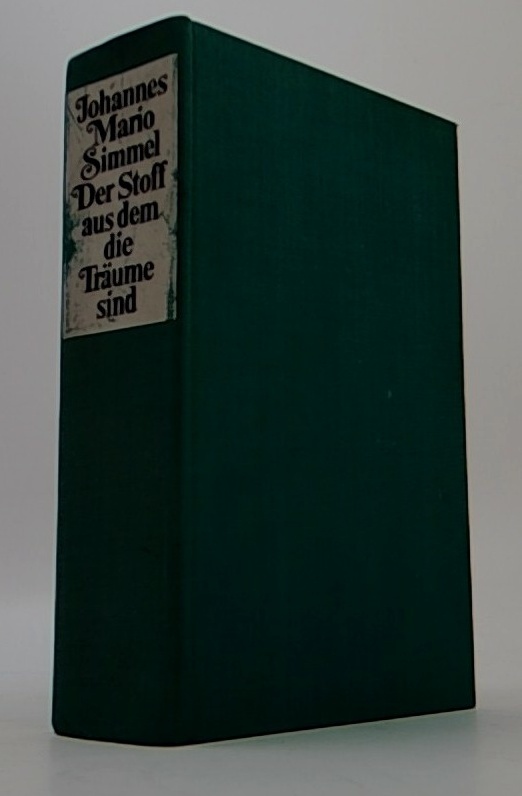 Johannes
Mario
Simmel
Der Stoff
aus dem
die
Träume
sind